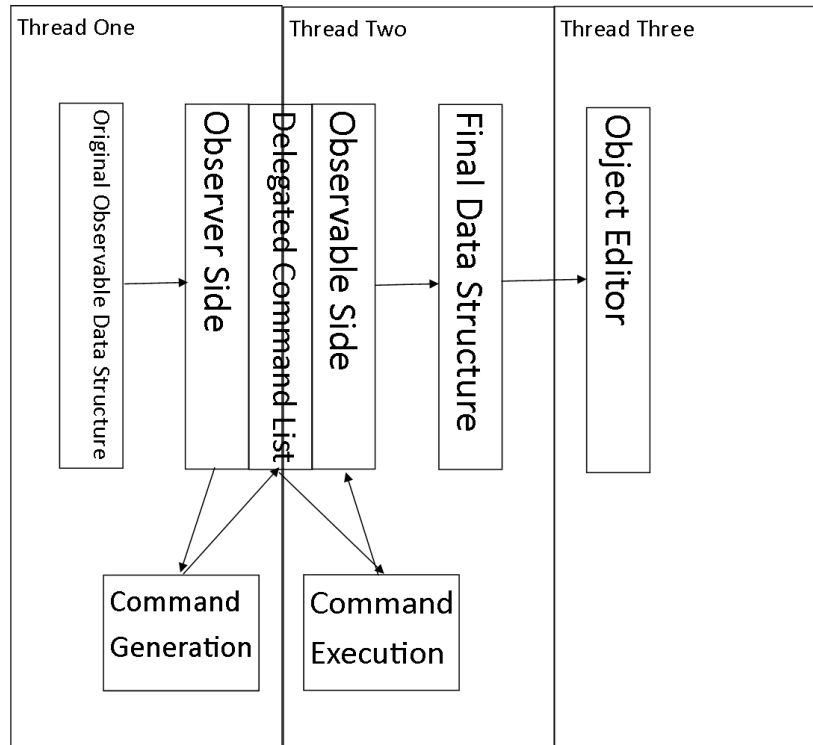 Thread One
Thread Two
Thread Three
Original Observable Data Structure
Observer Side
Delegated Command List
Observable Side
Final Data Structure
Object Editor
Command
Generation
Command
Execution